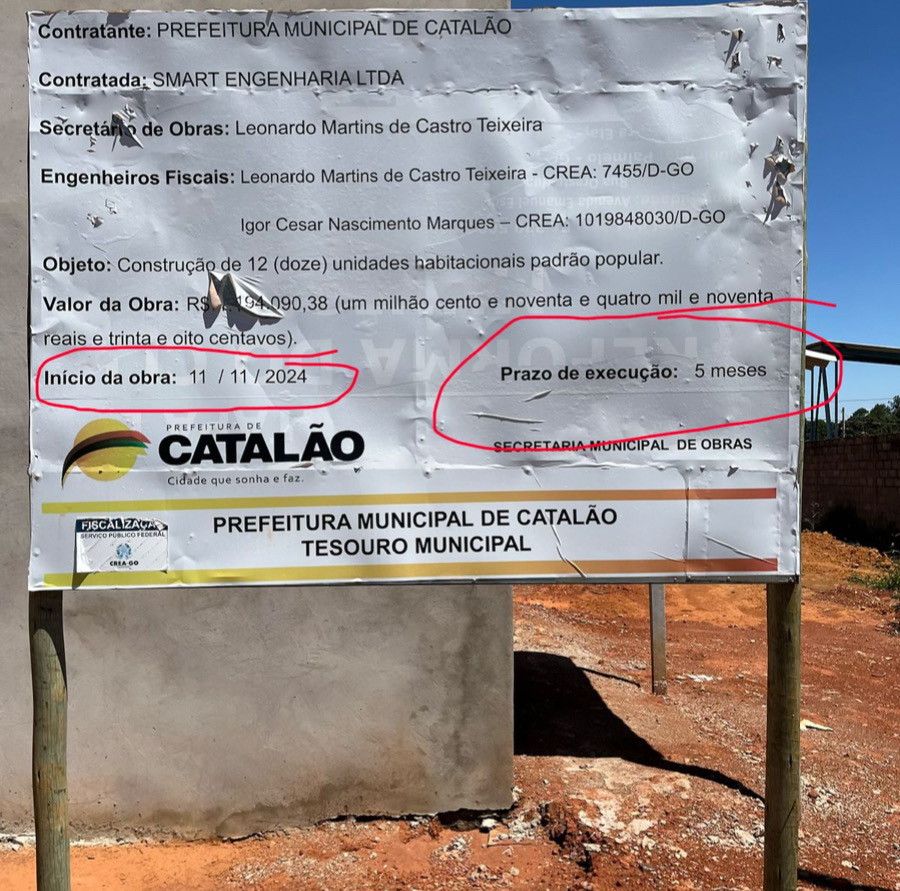 Contratante: PREFEITURA MUNICIPAL DE CATALÃO
Contratada: SMART ENGENHARIA LTDA
Secretário de Obras: Leonardo Martins de Castro Teixeira
Engenheiros Fiscais: Leonardo Martins de Castro Teixeira - CREA: 7455/D-GO
Igor Cesar Nascimento Marques – CREA: 1019848030/D-GO
Objeto: Construção de 12 (doze) unidades habitacionais padrão popular.
Valor da Obra: R$ 194.090,38 (um milhão cento e noventa e quatro mil e noventa
reais e trinta e oito centavos).
Início da obra: 11 / 11 / 2024
Prazo de execução: 5 meses
SECRETARIA MUNICIPAL DE OBRAS
PREFEITURA DE
CATALÃO
Cidade que sonha e faz.
PREFEITURA MUNICIPAL DE CATALÃO
TESOURO MUNICIPAL
FISCALIZAÇÃ
SERVIÇO PÚBLICO FEDERAL
CREA-GO